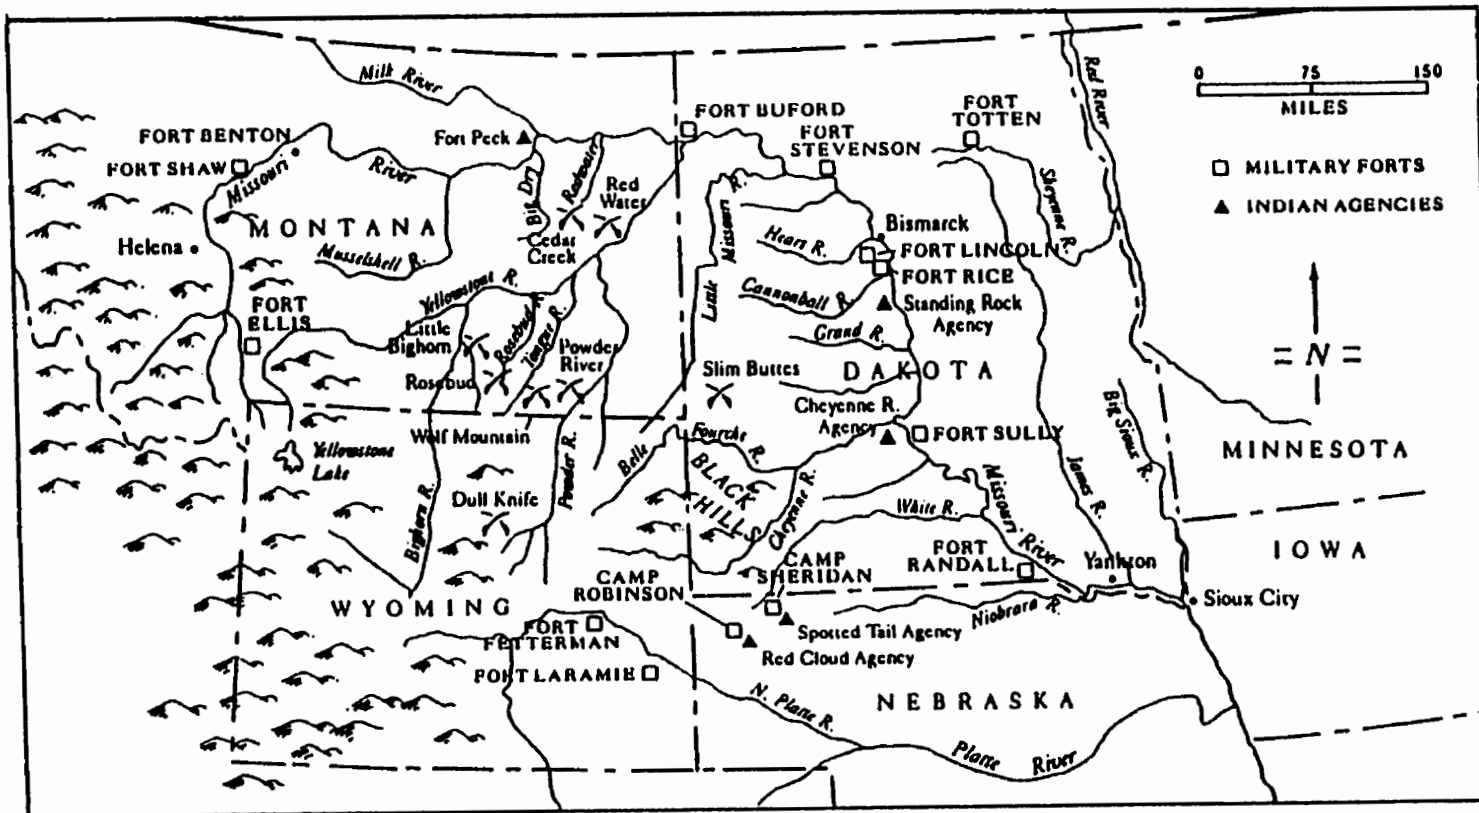 Milk River
Red River
0 75 150
MILES
FORT BENTON
Fort Peck
FORT BUFORD
FORT
STEVENSON
FORT
TOTTEN
FORT SHAW
Missouri
River
Big Dry
Redwater
Red
Water
MILITARY FORTS
INDIAN AGENCIES
Sheyenne R.
MONTANA
Helena
Musselshell R.
Cedar
Creek
Little Missouri R.
Heart R.
Bismarck
FORT LINCOLN
FORT RICE
Cannonball R.
Standing Rock
Agency
Grand R.
FORT
ELLIS
Yellowstone R.
Little
Bighorn
Rosebud R.
Tongue R.
Powder
River
Rosebud
Slim Buttes
DAKOTA
N
Cheyenne R.
Agency
FORT SULLY
Big Sioux R.
MINNESOTA
Wolf Mountain
Yellowstone
Lake
Belle
Fourche R.
BLACK
HILLS
Cheyenne R.
Powder R.
Bighorn R.
Dull Knife
White R.
Missouri River
James R.
IOWA
FORT
RANDALL
Yankton
Sioux City
CAMP
SHERIDAN
CAMP
ROBINSON
WYOMING
Niobrara R.
Spotted Tail Agency
Red Cloud Agency
FORT
FETTERMAN
FORT LARAMIE
N. Platte R.
NEBRASKA
Platte River